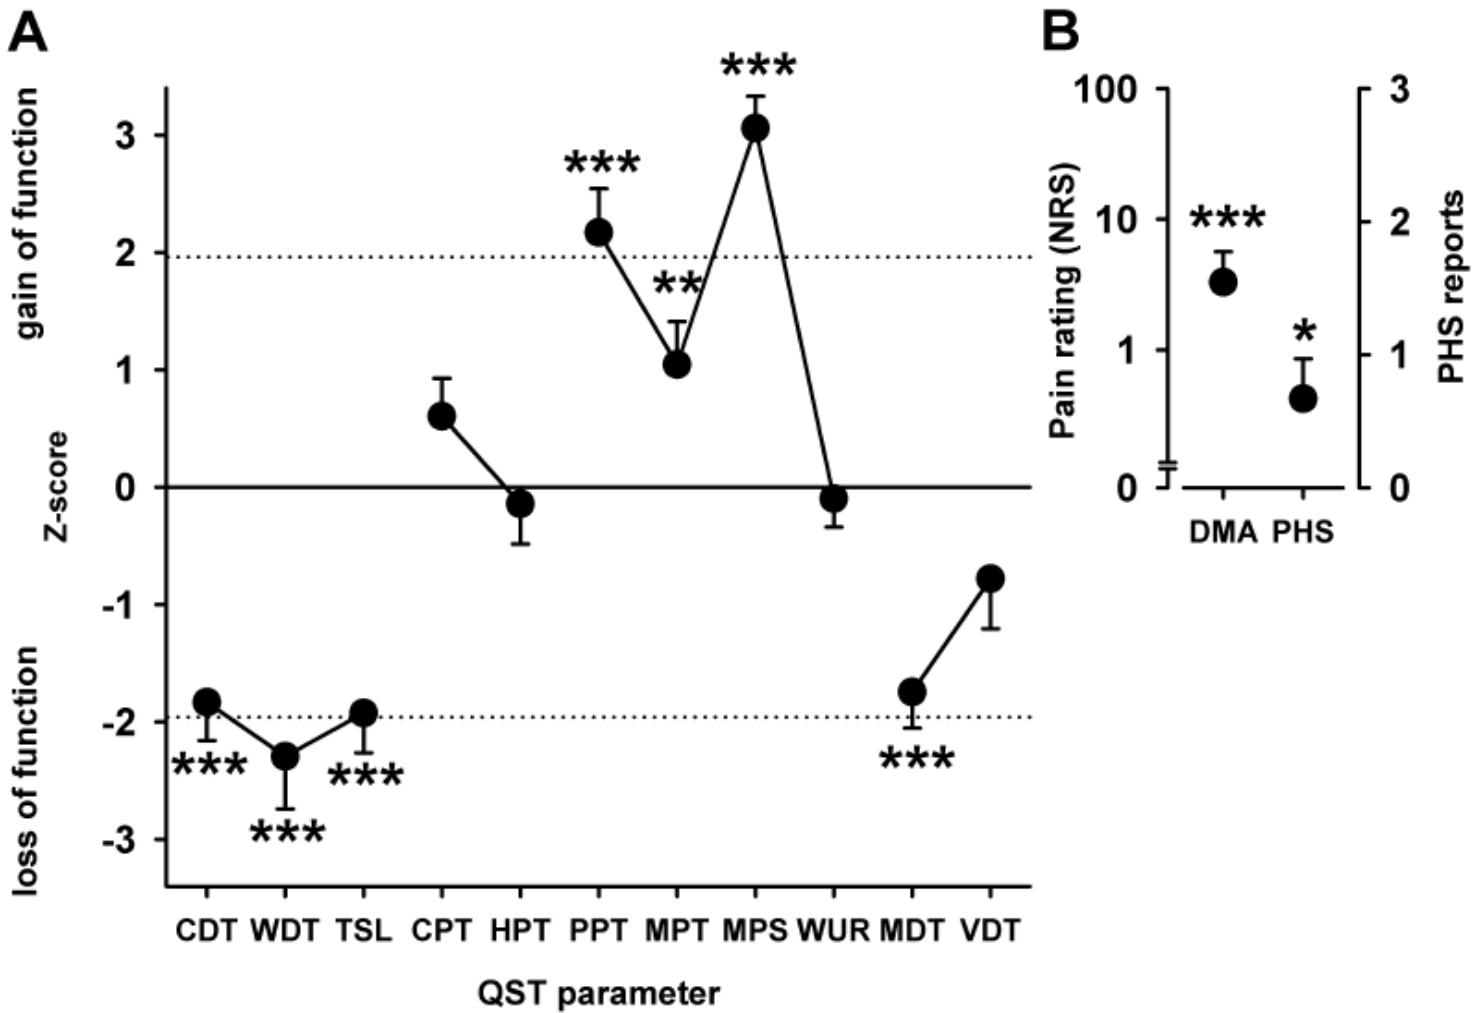 A
gain of function
Z-score
loss of function
3
2
1
0
-1
-2
-3
***
***
***
***
**
***
***
CDT WDT TSL CPT HPT PPT MPT MPS WUR MDT VDT
QST parameter
B
Pain rating (NRS)
100
10
1
0
***
*
DMA PHS
3
2
1
0
PHS reports